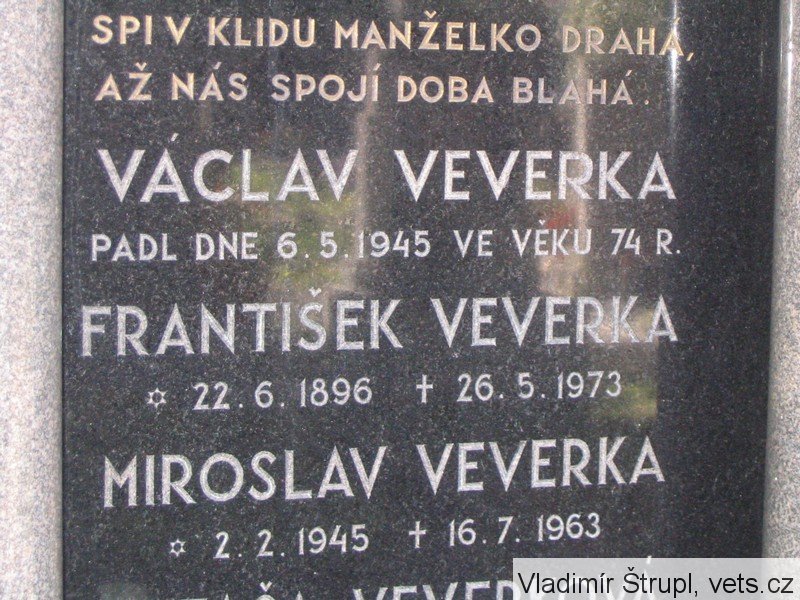 SPI V KLIDU MANŽELKO DRAHÁ,
AŽ NÁS SPOJÍ DOBA BLAHÁ.
VÁCLAV VEVERKA
PADL DNE 6.5.1945 VE VĚKU 74 R.
FRANTIŠEK VEVERKA
✡ 22.6.1896 † 26.5.1973
MIROSLAV VEVERKA
✡ 2.2.1945 † 16.7.1963
Vladimír Štrupl, vets.cz